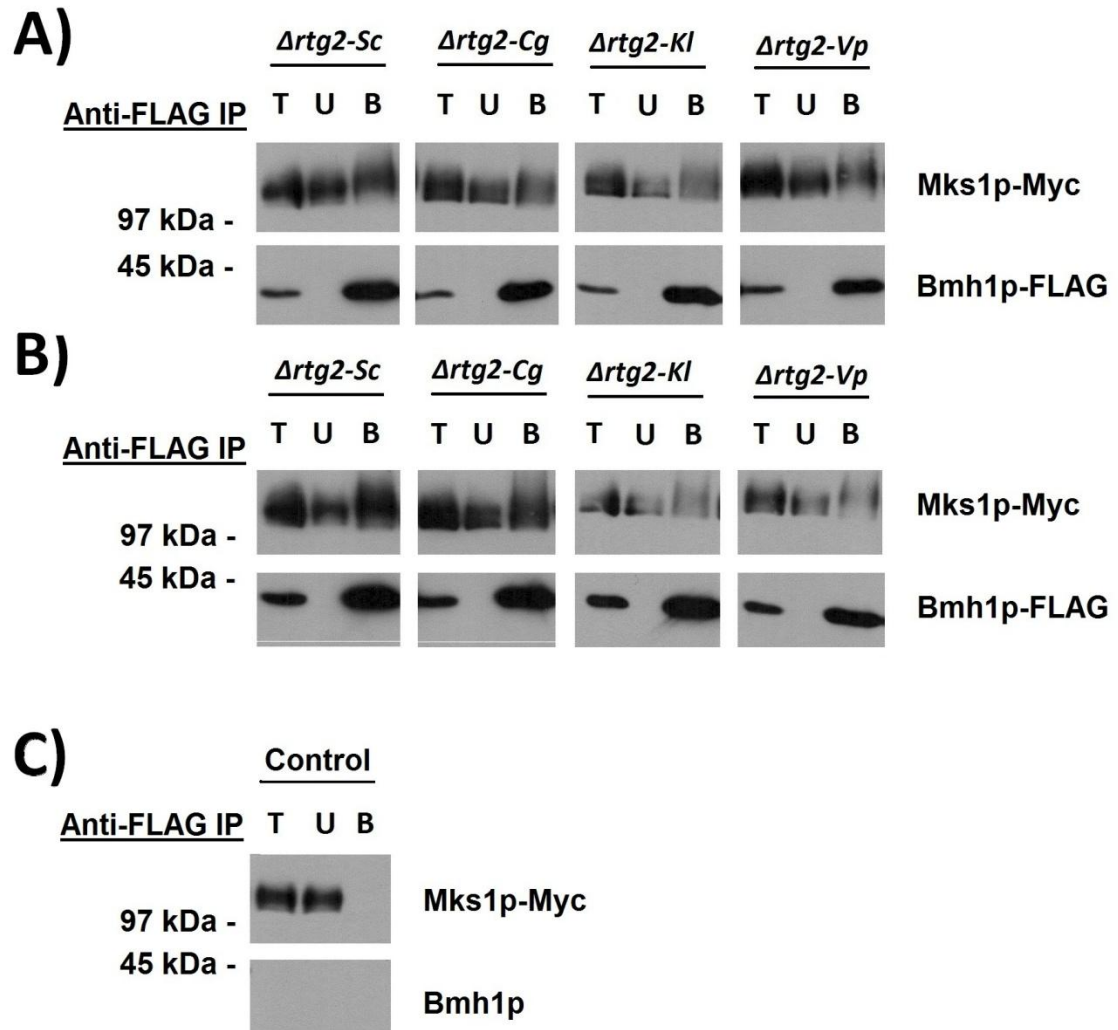 A)
Δrtg2-Sc Δrtg2-Cg Δrtg2-Kl Δrtg2-Vp
Anti-FLAG IP T U B T U B T U B T U B
Mks1p-Myc
97 kDa -
45 kDa -
Bmh1p-FLAG
B)
Δrtg2-Sc Δrtg2-Cg Δrtg2-Kl Δrtg2-Vp
Anti-FLAG IP T U B T U B T U B T U B
Mks1p-Myc
97 kDa -
45 kDa -
Bmh1p-FLAG
C)
Control
Anti-FLAG IP T U B
Mks1p-Myc
97 kDa -
45 kDa -
Bmh1p